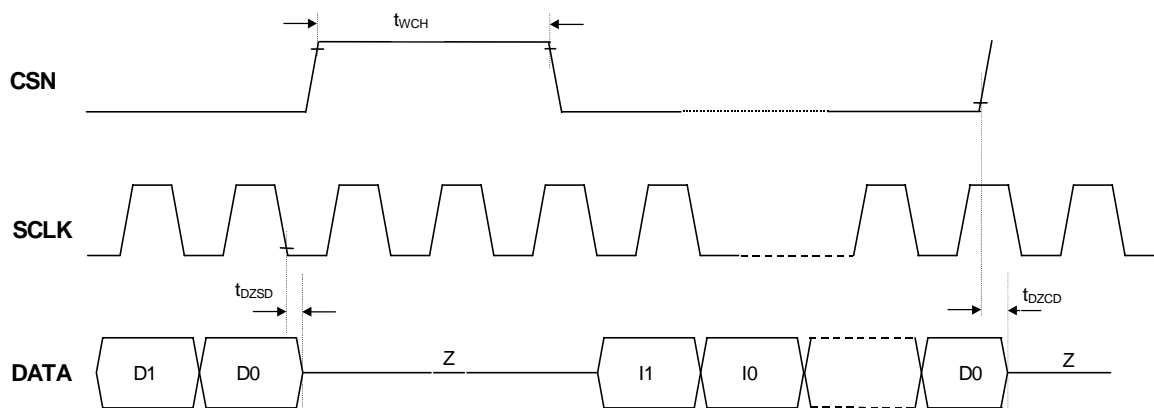 tWCH
CSN
SCLK
tDZSD
tDZCD
DATA D1 D0 Z I1 I0 D0 Z